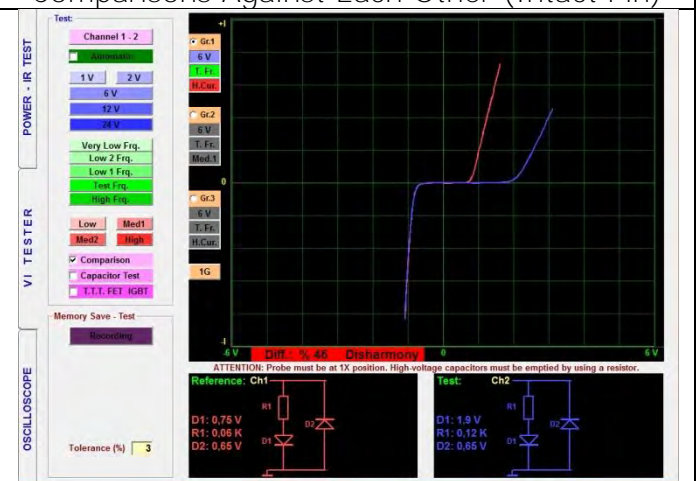 Comparisons Against Each Other (Intact Pin)
POWER - IR TEST
VI TESTER
OSCILLOSCOPE
Test:
Channel 1 - 2
Automatic
1 V 2 V
6 V
12 V
24 V
Very Low Frq.
Low 2 Frq.
Low 1 Frq.
Test Frq.
High Frq.
Low Med1
Med2 High
Comparison
Capacitor Test
T.T.T. FET IGBT
Memory Save - Test
Recording
Tolerance (%) 3
Gr.1
6 V
T. Fr.
H.Cur.
Gr.2
6 V
T. Fr.
Med.1
Gr.3
6 V
T. Fr.
H.Cur.
1G
+I
0
-I
-6 V Diff.: % 46 Disharmony 0 6 V
ATTENTION: Probe must be at 1X position. High-voltage capacitors must be emptied by using a resistor.
Reference: Ch1
R1
D1
D2
D1: 0,75 V
R1: 0,06 K
D2: 0,65 V
Test: Ch2
R1
D1
D2
D1: 1,9 V
R1: 0,12 K
D2: 0,65 V